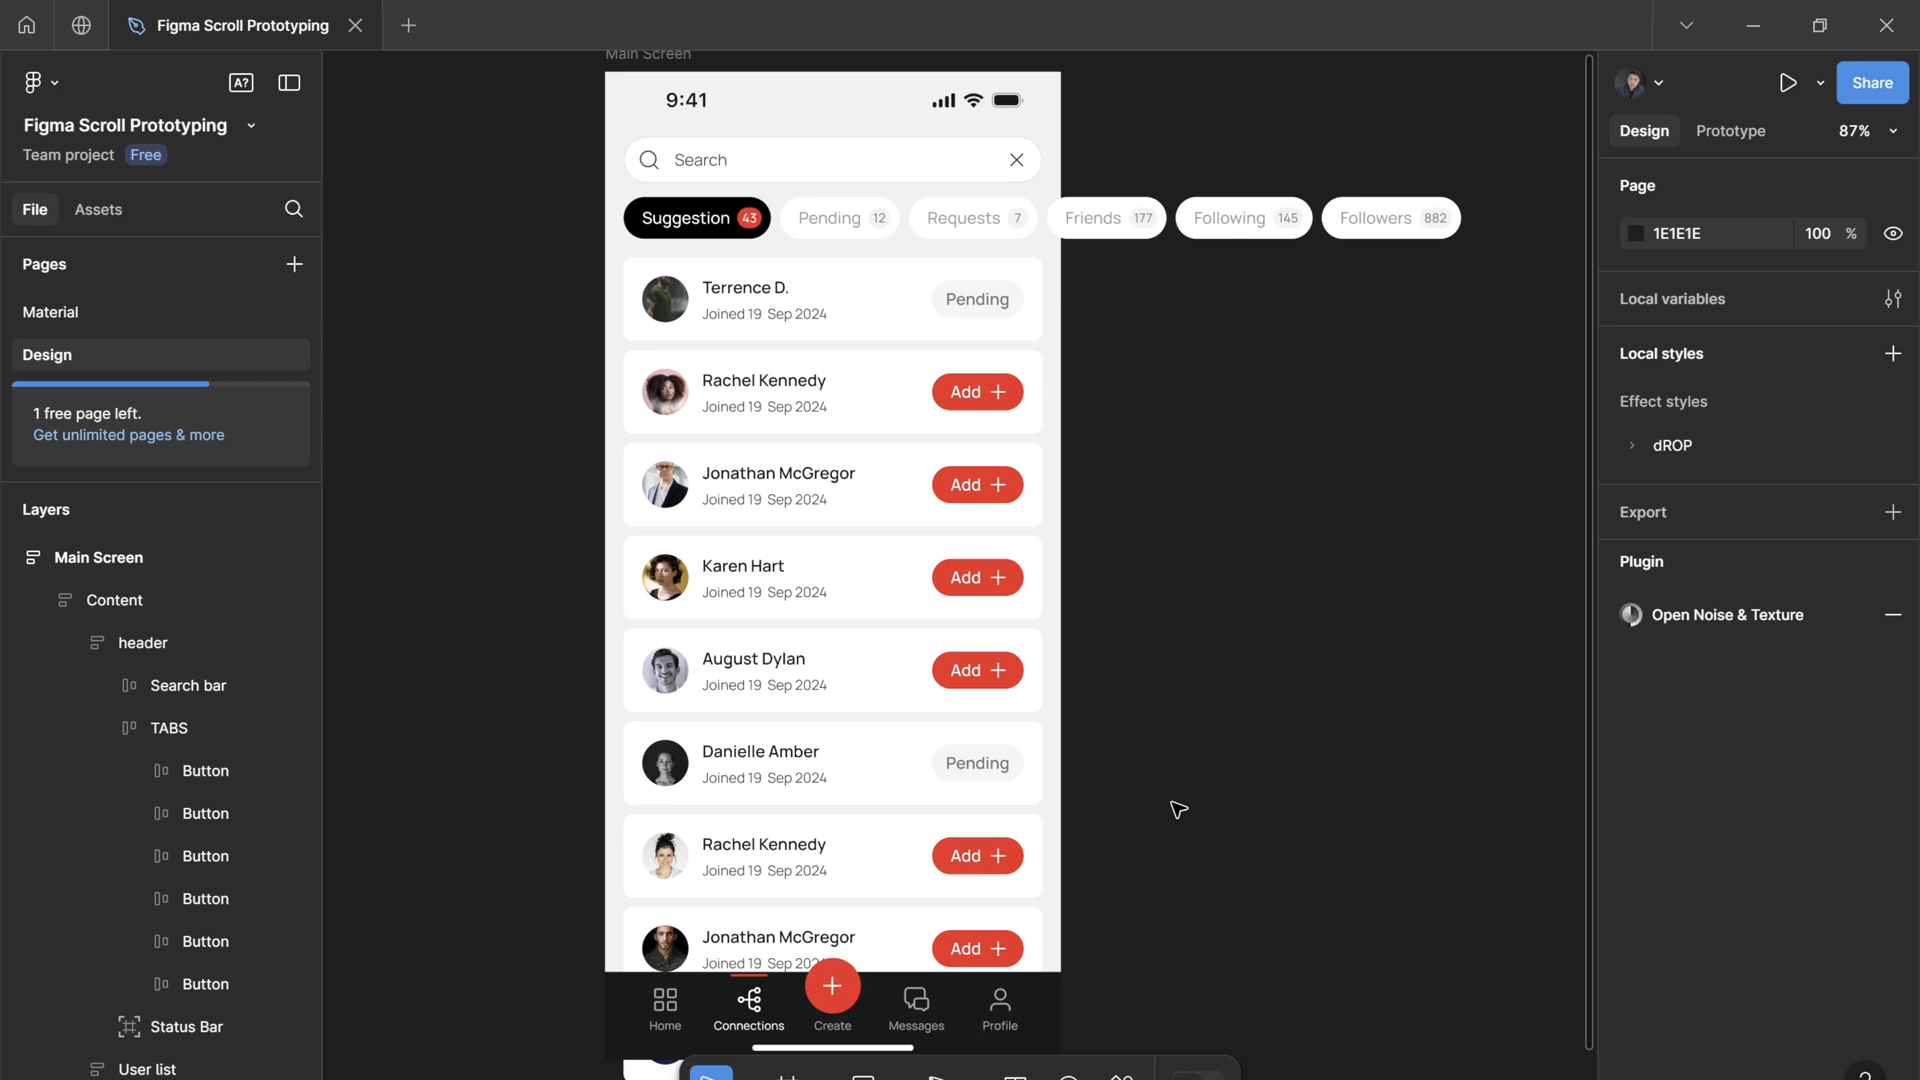 Figma Scroll Prototyping
Main Screen
A?
Figma Scroll Prototyping
Team project Free
File Assets
Pages
Material
Design
1 free page left.
Get unlimited pages & more
Layers
Main Screen
Content
header
Search bar
TABS
Button
Button
Button
Button
Button
Button
Status Bar
User list
9:41
Search
Suggestion 43 Pending 12 Requests 7 Friends 177 Following 145 Followers 882
Terrence D.
Joined 19 Sep 2024
Pending
Rachel Kennedy
Joined 19 Sep 2024
Add
Jonathan McGregor
Joined 19 Sep 2024
Add
Karen Hart
Joined 19 Sep 2024
Add
August Dylan
Joined 19 Sep 2024
Add
Danielle Amber
Joined 19 Sep 2024
Pending
Rachel Kennedy
Joined 19 Sep 2024
Add
Jonathan McGregor
Joined 19 Sep
Add
Home Connections Create Messages Profile
Share
Design Prototype 87%
Page
1E1E1E 100 %
Local variables
Local styles
Effect styles
dROP
Export
Plugin
Open Noise & Texture